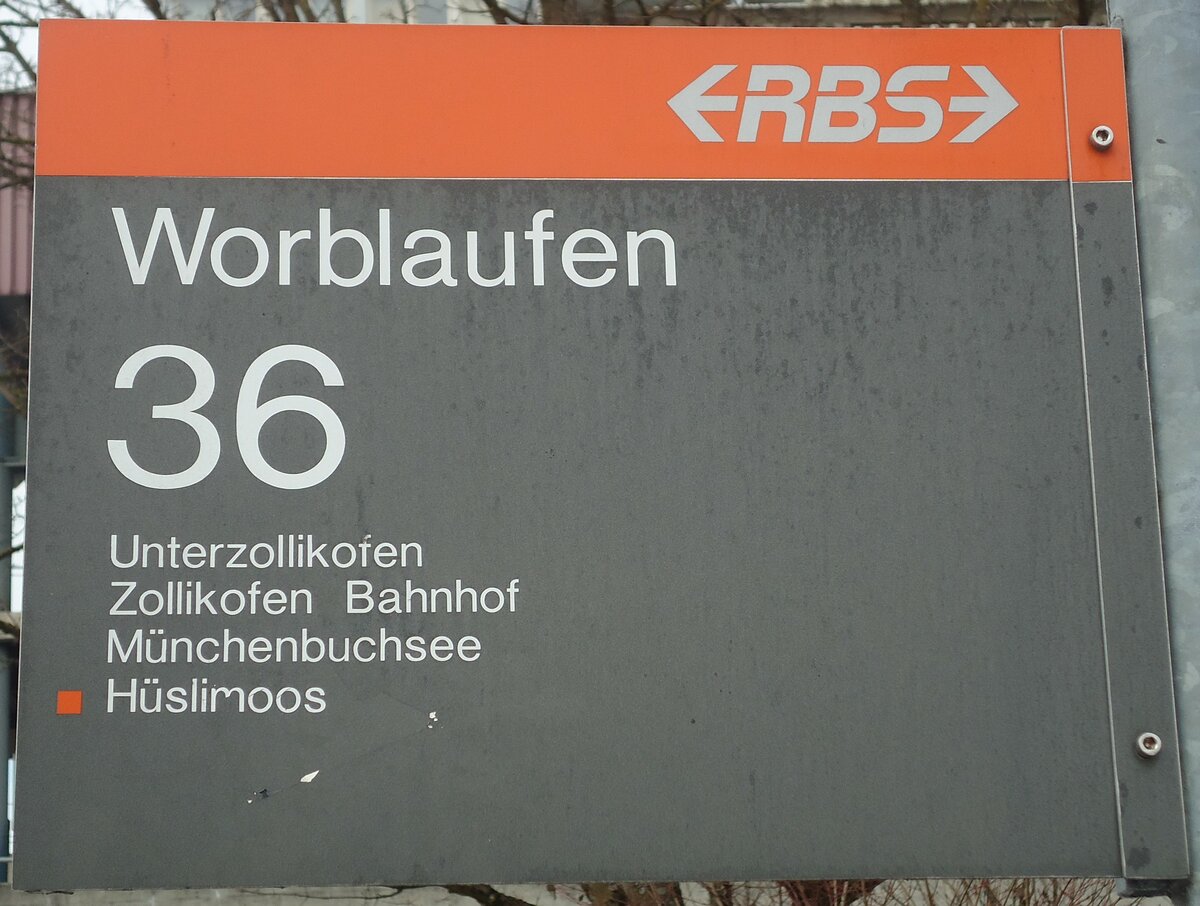 RBS
Worblaufen
36
Unterzollikofen
Zollikofen Bahnhof
Münchenbuchsee
Hüslimoos